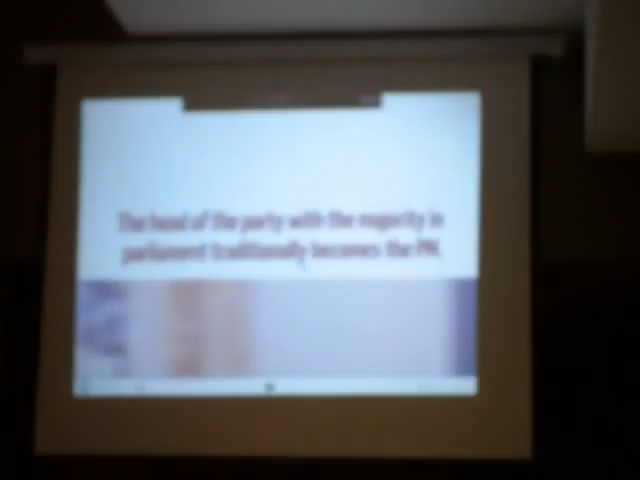 The head of the party with the majority in
parliament traditionally becomes the PM.